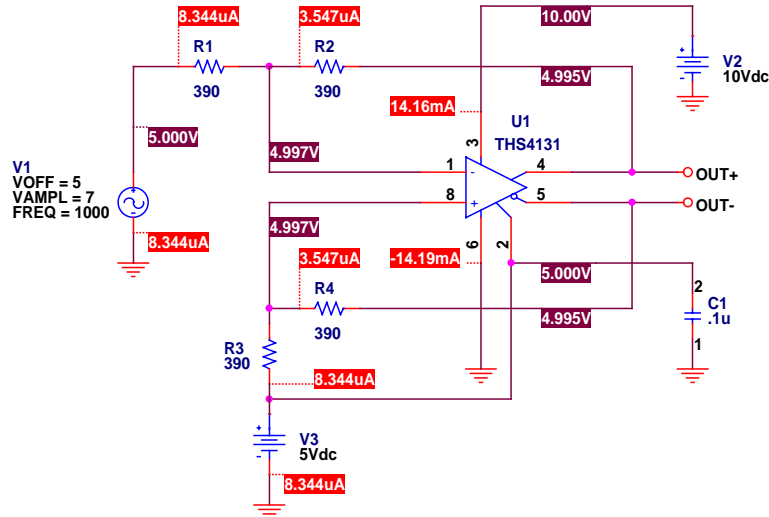 8.344uA
3.547uA
10.00V
R1
R2
390
390
4.995V
V2
10Vdc
14.16mA
U1
THS4131
3
5.000V
4.997V
1
-
4
OUT+
V1
VOFF = 5
VAMPL = 7
FREQ = 1000
8
+
5
OUT-
4.997V
8.344uA
3.547uA
-14.19mA
6
2
5.000V
R4
390
4.995V
2
C1
.1u
1
R3
390
8.344uA
V3
5Vdc
8.344uA